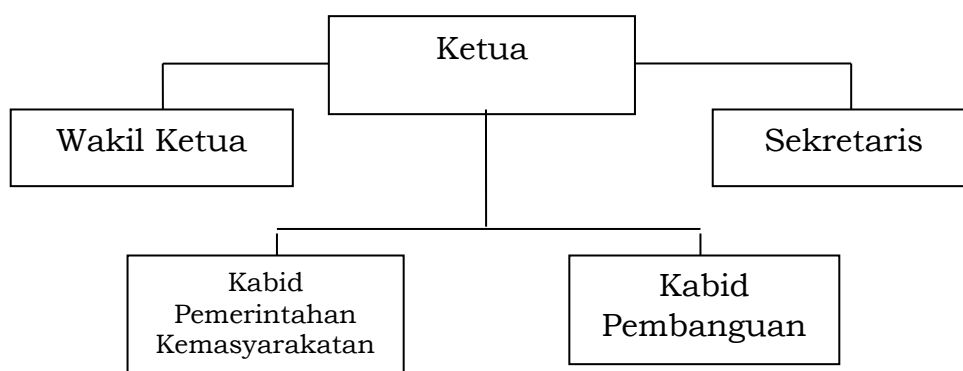 Ketua
Wakil Ketua
Sekretaris
Kabid
Pemerintahan
Kemasyarakatan
Kabid
Pembanguan